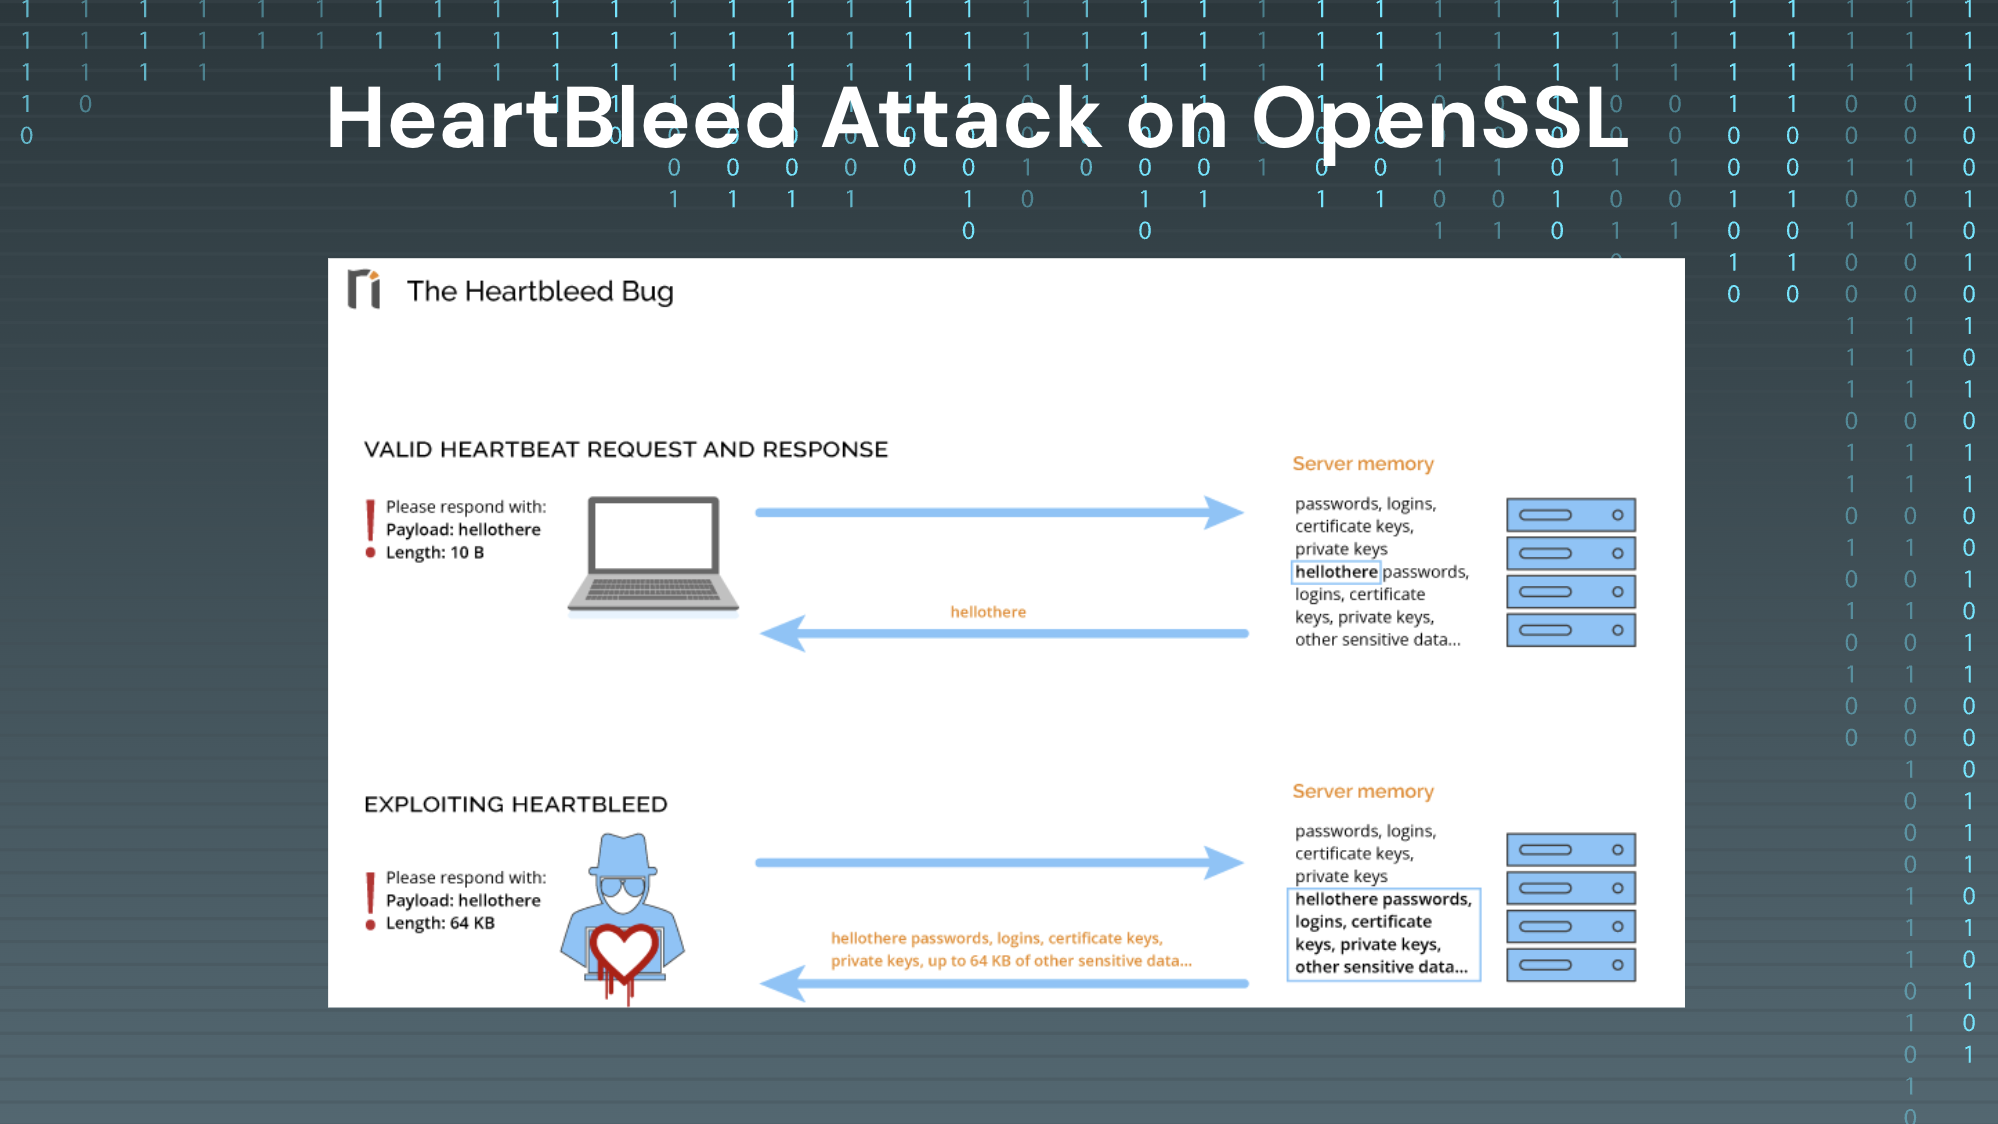 HeartBleed Attack on OpenSSL
The Heartbleed Bug
VALID HEARTBEAT REQUEST AND RESPONSE
Please respond with:
Payload: hellothere
Length: 10 B
hellothere
Server memory
passwords, logins,
certificate keys,
private keys
hellothere passwords,
logins, certificate
keys, private keys,
other sensitive data...
EXPLOITING HEARTBLEED
Please respond with:
Payload: hellothere
Length: 64 KB
hellothere passwords, logins, certificate keys,
private keys, up to 64 KB of other sensitive data...
Server memory
passwords, logins,
certificate keys,
private keys
hellothere passwords,
logins, certificate
keys, private keys,
other sensitive data...